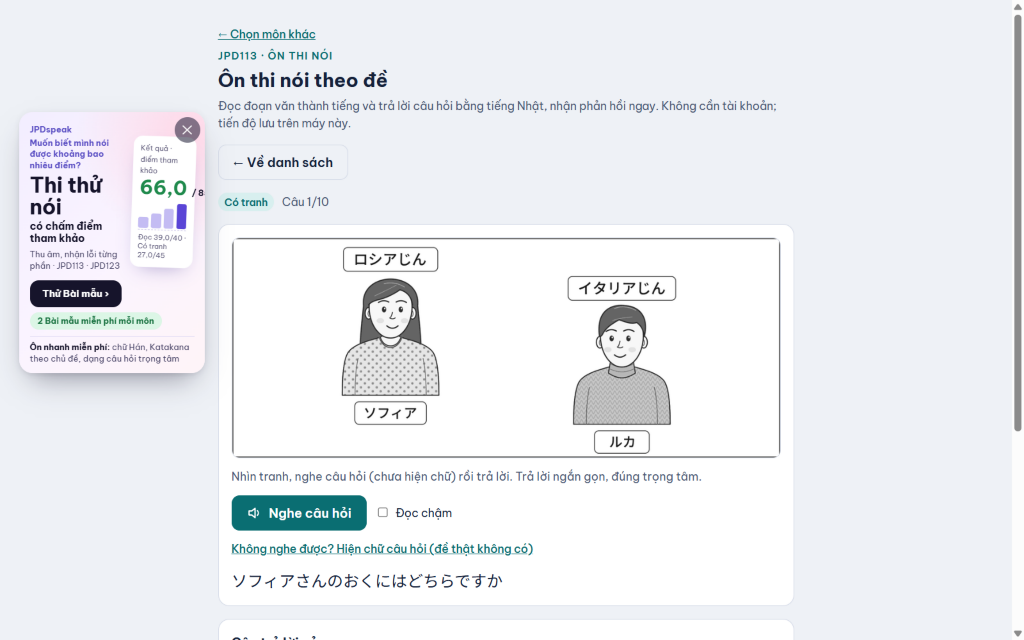 ← Chọn môn khác
JPD113 · ÔN THI NÓI
Ôn thi nói theo đề
Đọc đoạn văn thành tiếng và trả lời câu hỏi bằng tiếng Nhật, nhận phản hồi ngay. Không cần tài khoản;
tiến độ lưu trên máy này.
← Về danh sách
Có tranh
Câu 1/10
ロシアじん
イタリアじん
ソフィア
ルカ
Nhìn tranh, nghe câu hỏi (chưa hiện chữ) rồi trả lời. Trả lời ngắn gọn, đúng trọng tâm.
Nghe câu hỏi
Đọc chậm
Không nghe được? Hiện chữ câu hỏi (đề thật không có)
ソフィアさんのおくにはどちらですか
JPDspeak
Muốn biết mình nói
được khoảng bao
nhiêu điểm?
Thi thử
nói
có chấm điểm
tham khảo
Thu âm, nhận lỗi từng
phần · JPD113 · JPD123
Kết quả ·
điểm tham
khảo
66,0 / 8
Đọc 39,0/40 ·
Có tranh
27,0/45
Thử Bài mẫu ›
2 Bài mẫu miễn phí mỗi môn
Ôn nhanh miễn phí: chữ Hán, Katakana
theo chủ đề, dạng câu hỏi trọng tâm